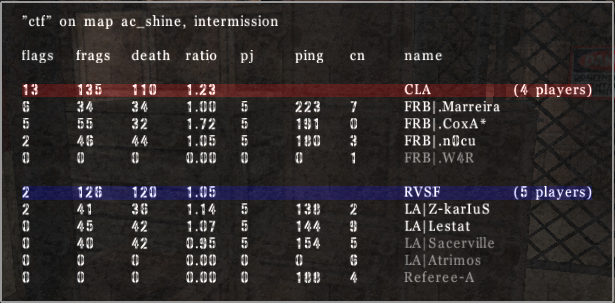 "ctf" on map ac_shine, intermission
flags frags death ratio pj ping cn name
13 135 110 1.23 CLA (4 players)
6 34 34 1.00 5 223 7 FRB|.Marreira
5 55 32 1.72 5 191 0 FRB|.CoxA*
2 46 44 1.05 5 180 3 FRB|.n0cu
0 0 0 0.00 0 0 1 FRB|.W4R
2 126 120 1.05 RVSF (5 players)
2 41 36 1.14 5 138 2 LA|Z-karIuS
0 45 42 1.07 5 144 9 LA|Lestat
0 40 42 0.95 5 154 5 LA|Sacerville
0 0 0 0.00 0 0 6 LA|Atrimos
0 0 0 0.00 0 188 4 Referee-A